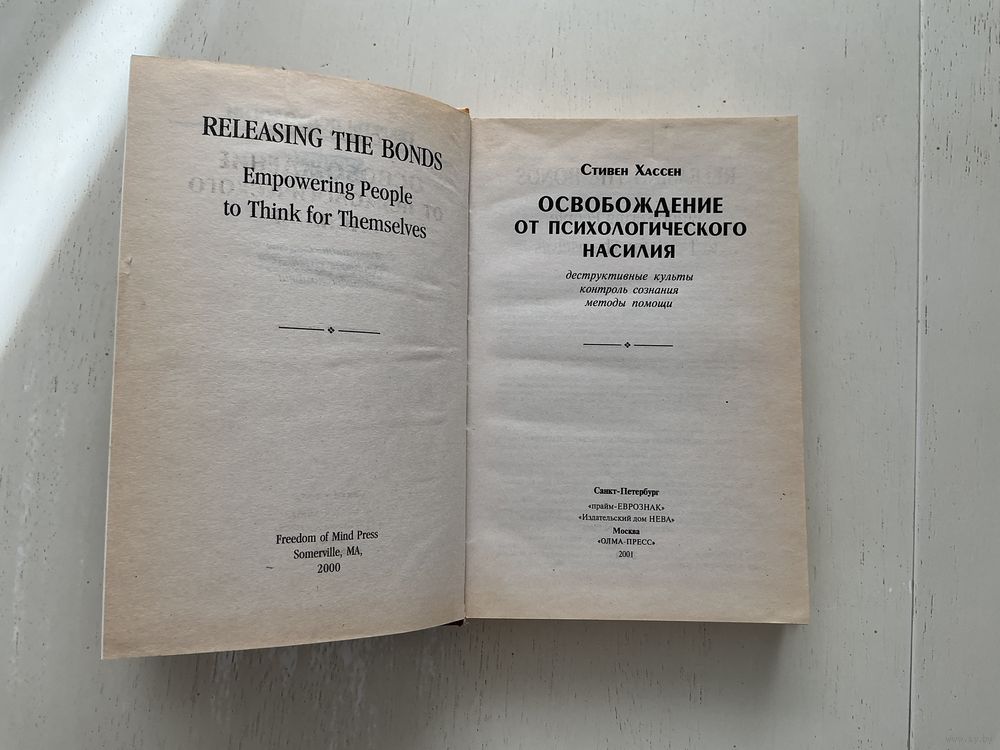 RELEASING THE BONDS
Empowering People
to Think for Themselves
Freedom of Mind Press
Somerville, MA,
2000
Стивен Хассен
ОСВОБОЖДЕНИЕ
ОТ ПСИХОЛОГИЧЕСКОГО
НАСИЛИЯ
деструктивные культы
контроль сознания
методы помощи
Санкт-Петербург
«прайм-ЕВРОЗНАК»
«Издательский дом НЕВА»
Москва
«ОЛМА-ПРЕСС»
2001